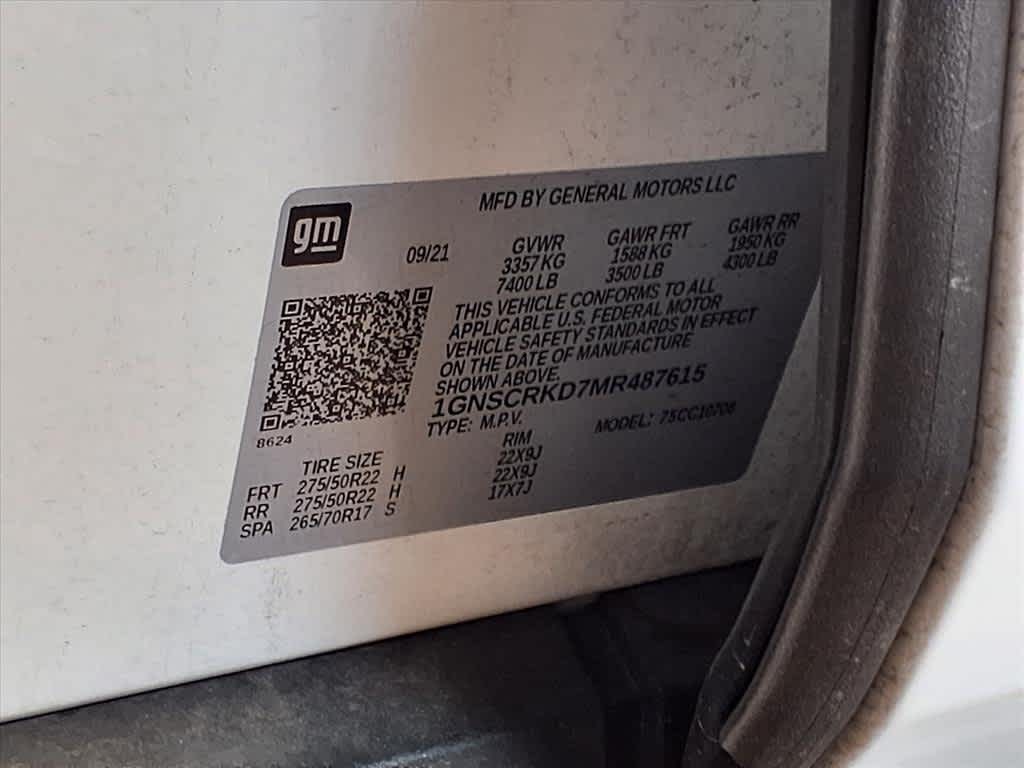 gm
MFD BY GENERAL MOTORS LLC
09/21
GVWR GAWR FRT GAWR RR
3357 KG 1588 KG 1950 KG
7400 LB 3500 LB 4300 LB
THIS VEHICLE CONFORMS TO ALL
APPLICABLE U.S. FEDERAL MOTOR
VEHICLE SAFETY STANDARDS IN EFFECT
ON THE DATE OF MANUFACTURE
SHOWN ABOVE.
1GNSCRKD7MR487615
TYPE: M.P.V. MODEL: 75CC10706
8624
TIRE SIZE RIM
FRT 275/50R22 H 22X9J
RR 275/50R22 H 22X9J
SPA 265/70R17 S 17X7J